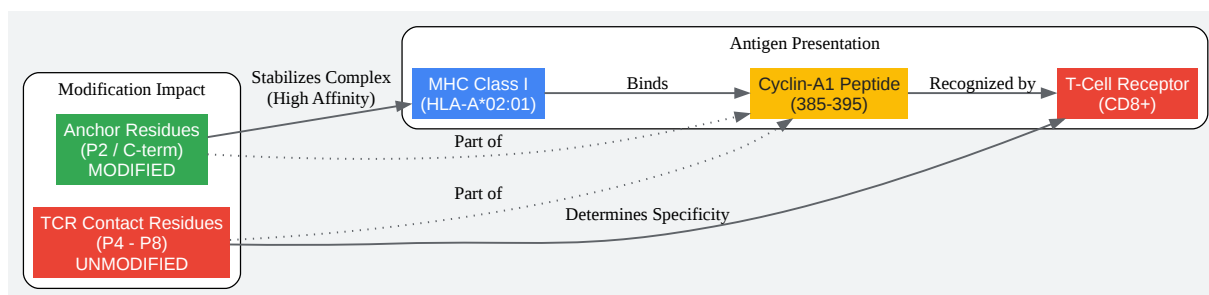 Antigen Presentation
MHC Class I
(HLA-A*02:01)
Binds
Cyclin-A1 Peptide
(385-395)
Recognized by
T-Cell Receptor
(CD8+)
Stabilizes Complex
(High Affinity)
Modification Impact
Anchor Residues
(P2 / C-term)
MODIFIED
Part of
TCR Contact Residues
(P4 - P8)
UNMODIFIED
Part of
Determines Specificity